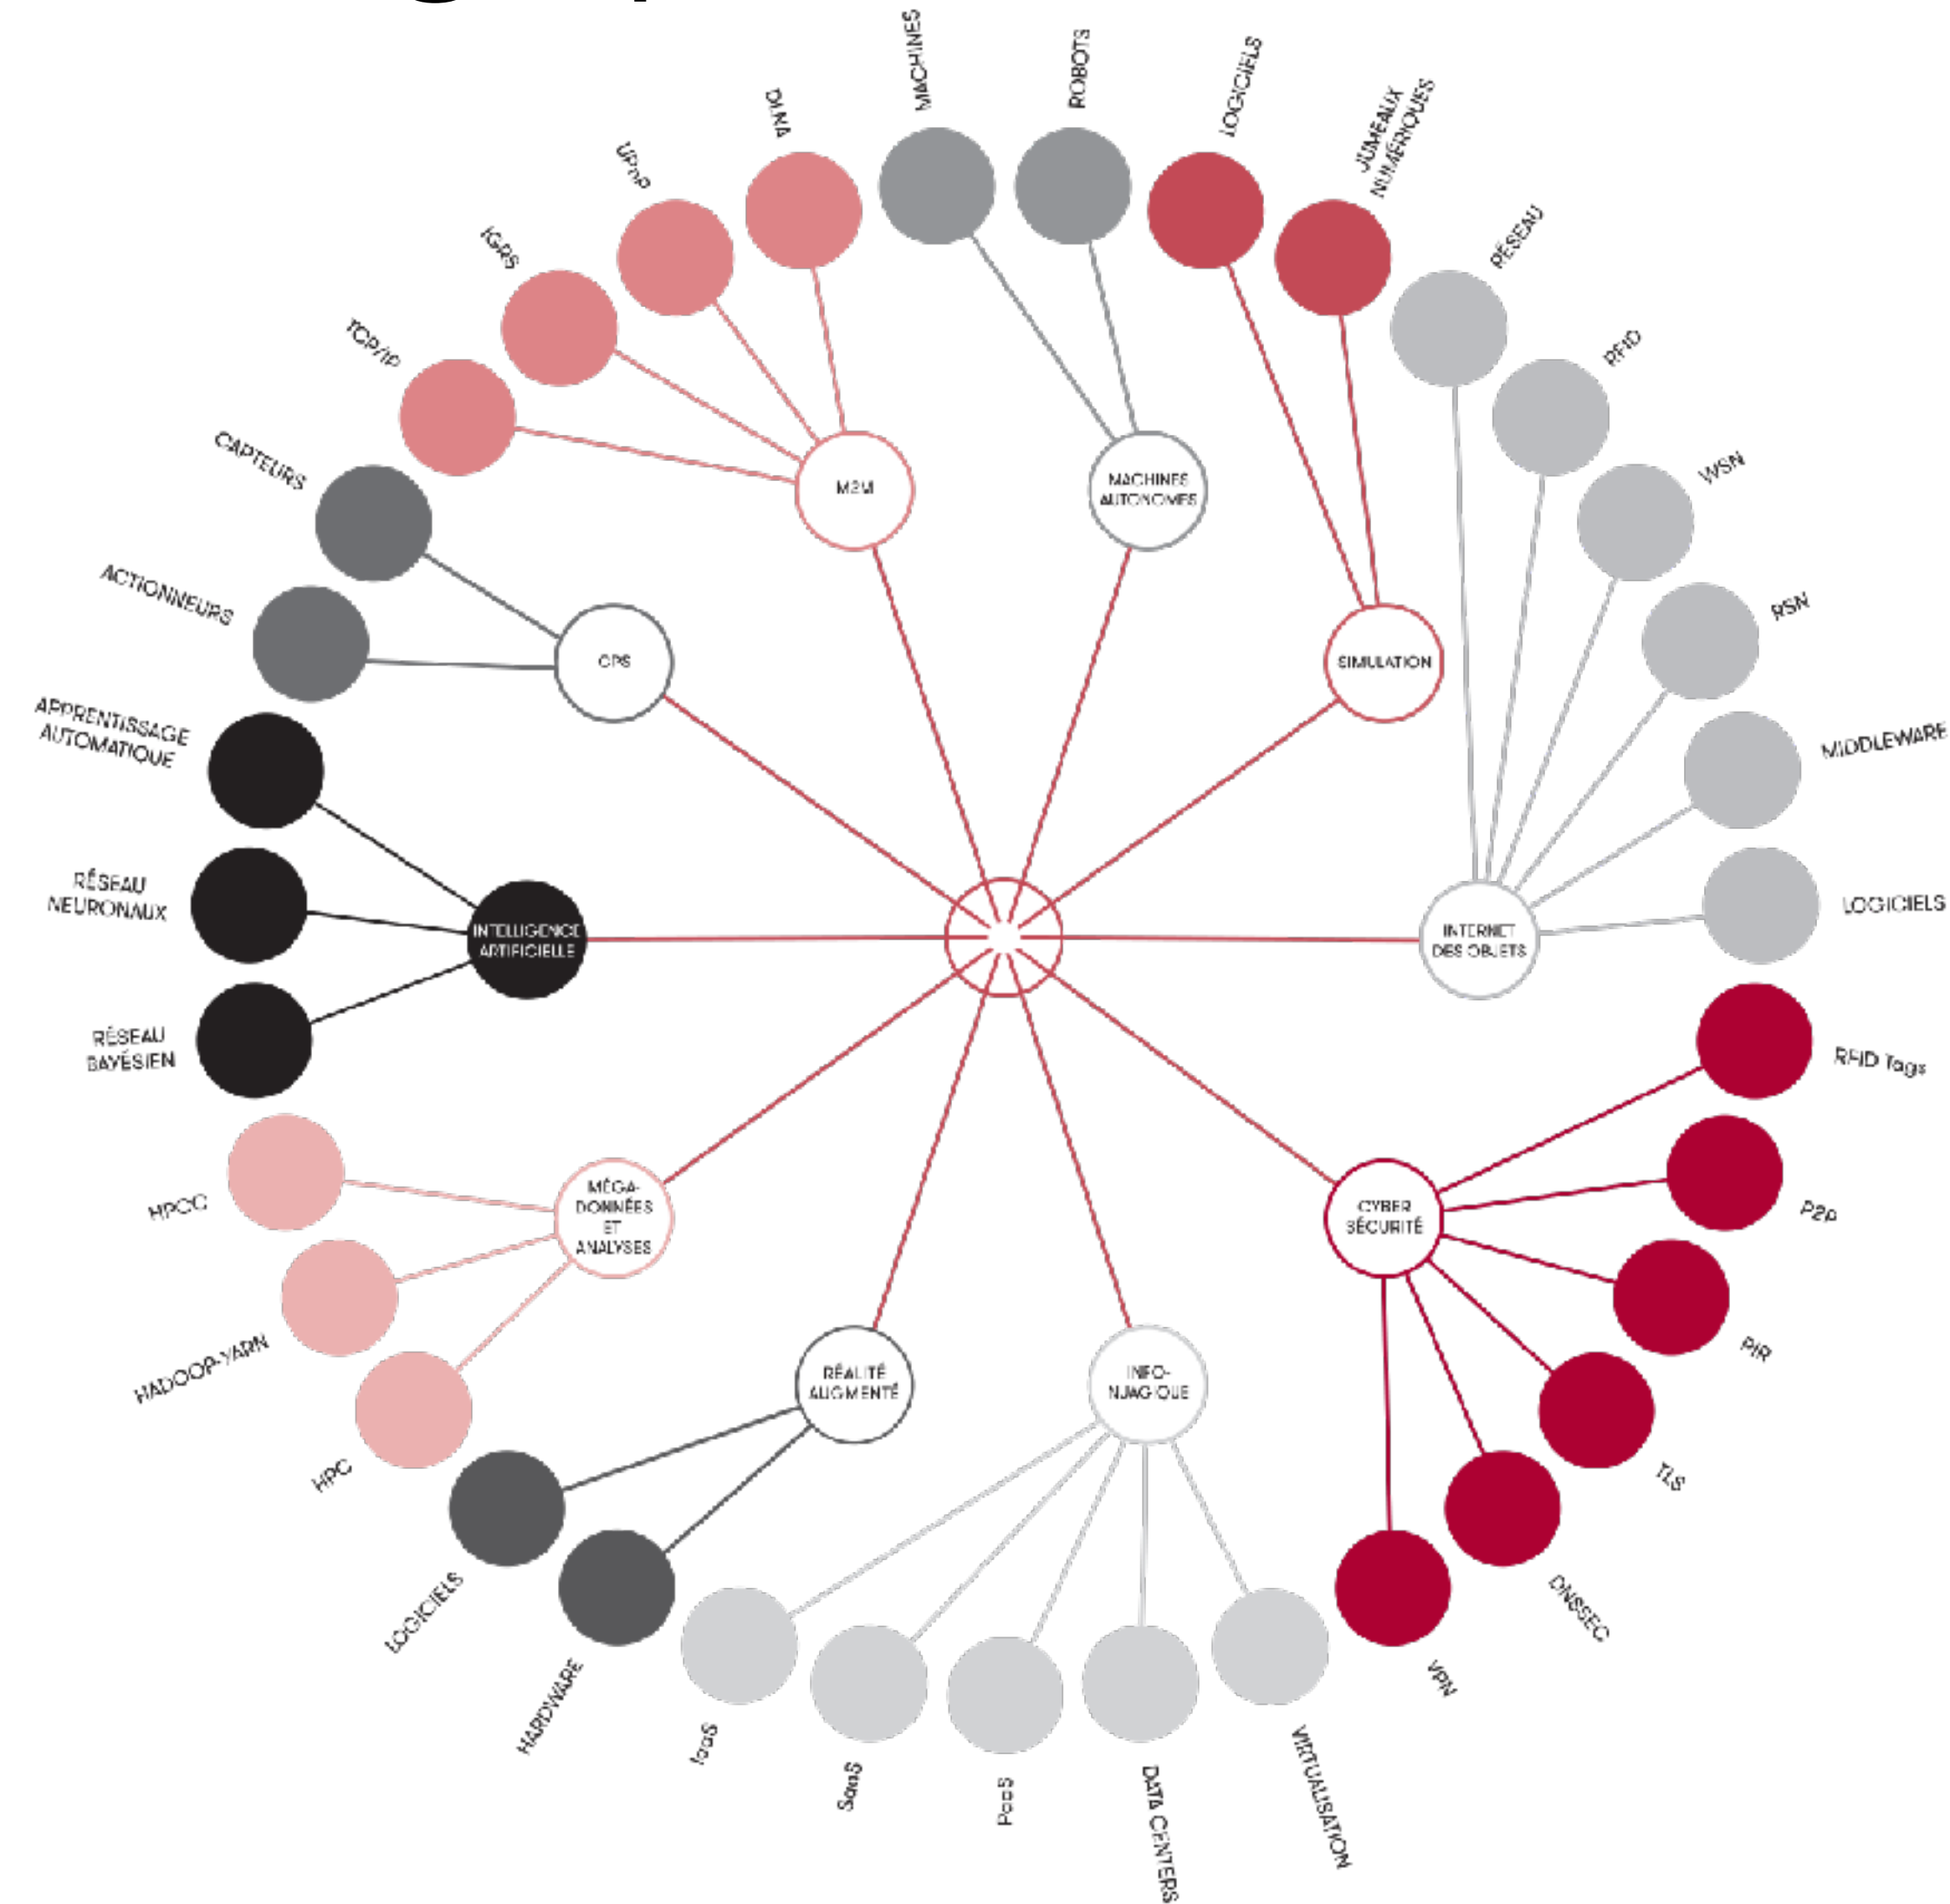 MACHINES
ROBOTS
LOGICIELS
JUMEAUX
NUMÉRIQUES
DLNA
UPnP
IGRS
TCP/IP
CAPTEURS
ACTIONNEURS
APPRENTISSAGE
AUTOMATIQUE
RÉSEAU
NEURONAUX
RÉSEAU
BAYÉSIEN
HPCC
HADOOP-YARN
HPC
LOGICIELS
HARDWARE
IaaS
SaaS
PaaS
DATA CENTERS
VIRTUALISATION
VPN
DNSSEC
TLS
PIR
P2P
RFID Tags
LOGICIELS
MIDDLEWARE
RSN
WSN
RFID
RÉSEAU
M2M
MACHINES
AUTONOMES
SIMULATION
INTERNET
DES OBJETS
CYBER
SÉCURITÉ
INFO-
NUAGIQUE
RÉALITÉ
AUGMENTÉ
MÉGA-
DONNÉES
ET
ANALYSES
INTELLIGENCE
ARTIFICIELLE
CPS